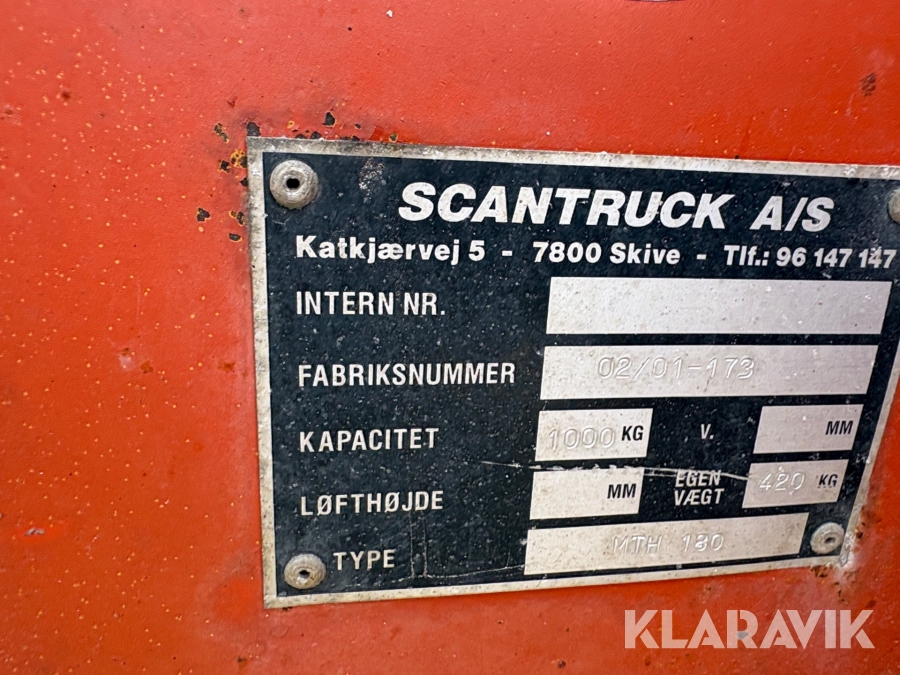 SCANTRUCK A/S
Katkjærvej 5 - 7800 Skive - Tlf.: 96 147 147
INTERN NR.
FABRIKSNUMMER 02/01-173
KAPACITET 1000 KG V. MM
LØFTHØJDE MM EGEN VÆGT 420 KG
TYPE MTH 180
KLARAVIK